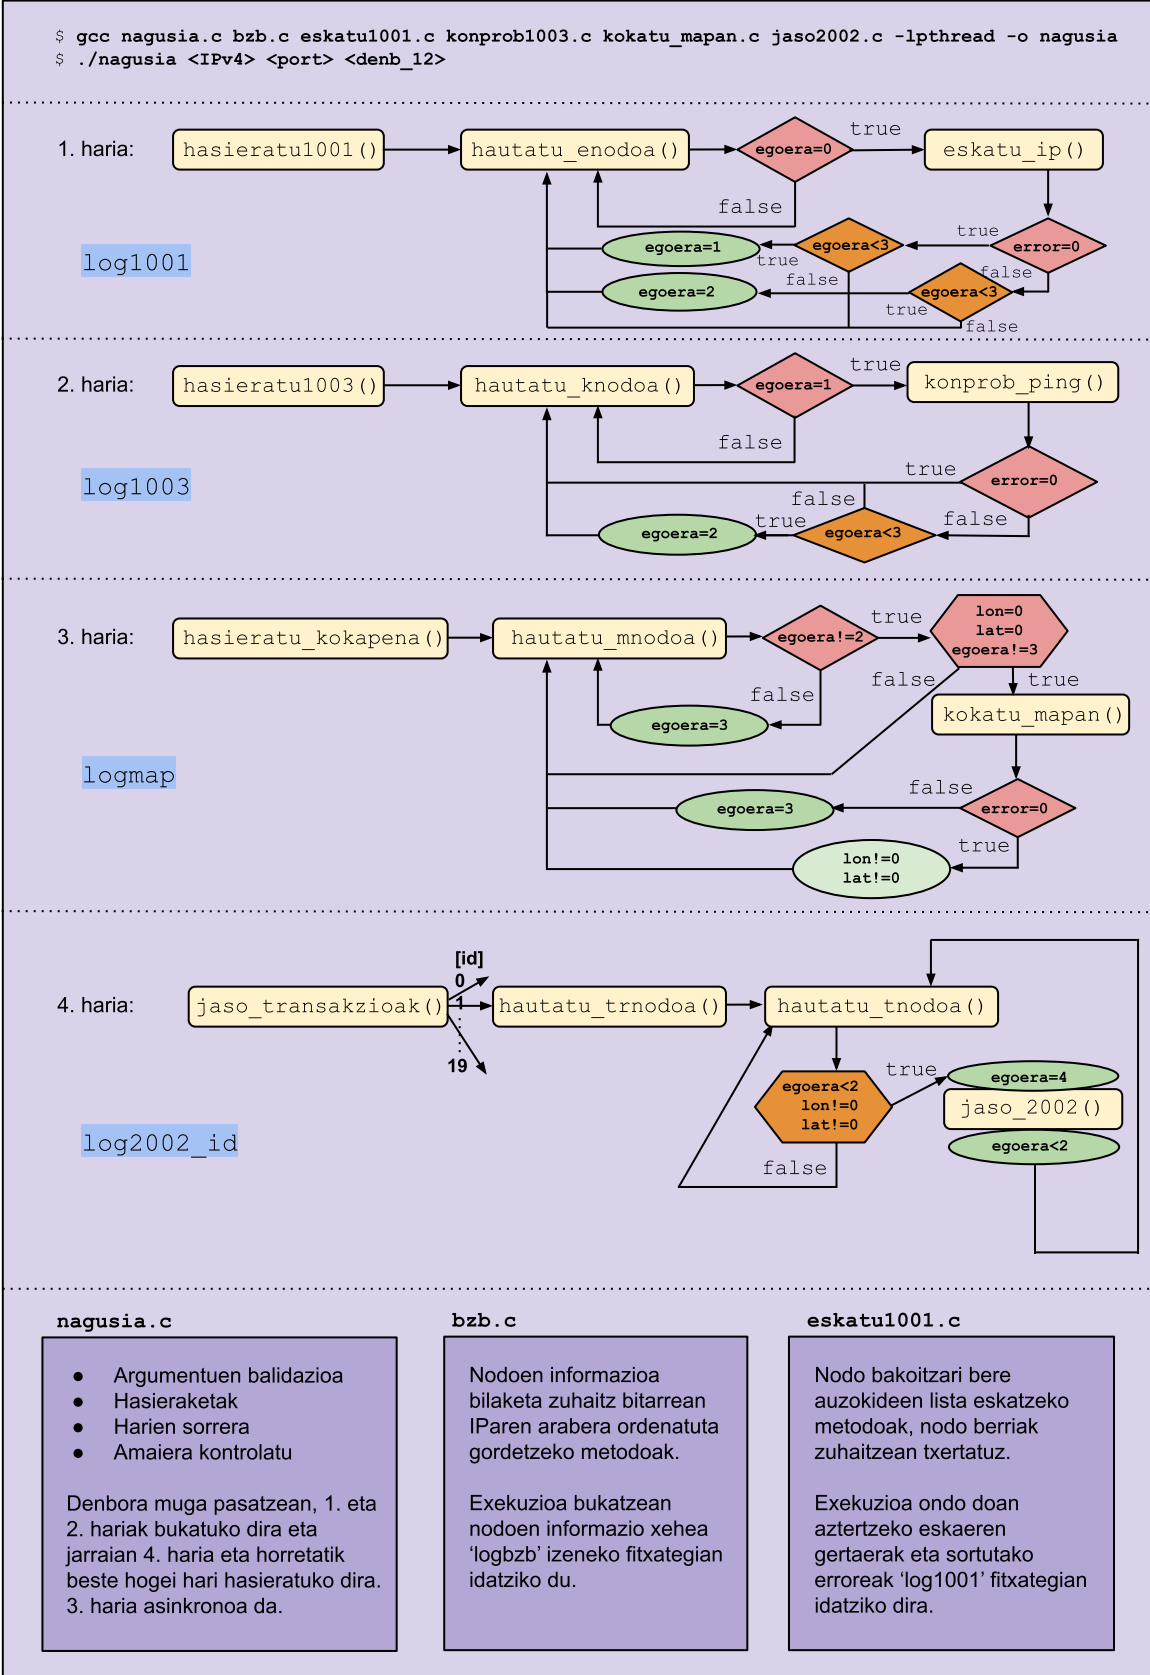 $ gcc nagusia.c bzb.c eskatu1001.c konprob1003.c kokatu_mapan.c jaso2002.c -lpthread -o nagusia
$ ./nagusia <IPv4> <port> <denb_12>
1. haria:
hasieratu1001()
hautatu_enodoa()
egoera=0
true
eskatu_ip()
false
log1001
egoera=1
true
egoera<3
true
error=0
false
false
egoera=2
true
egoera<3
false
2. haria:
hasieratu1003()
hautatu_knodoa()
egoera=1
true
konprob_ping()
false
log1003
true
error=0
false
egoera=2
true
egoera<3
false
3. haria:
hasieratu_kokapena()
hautatu_mnodoa()
egoera!=2
true
lon=0
lat=0
egoera!=3
false
false
true
egoera=3
kokatu_mapan()
logmap
false
egoera=3
error=0
true
lon!=0
lat!=0
4. haria:
[id]
0
1
19
jaso_transakzioak()
hautatu_trnodoa()
hautatu_tnodoa()
log2002_id
egoera<2
lon!=0
lat!=0
true
false
egoera=4
jaso_2002()
egoera<2
nagusia.c
● Argumentuen balidazioa
● Hasieraketak
● Harien sorrera
● Amaiera kontrolatu
Denbora muga pasatzean, 1. eta
2. hariak bukatuko dira eta
jarraian 4. haria eta horretatik
beste hogei hari hasieratuko dira.
3. haria asinkronoa da.
bzb.c
Nodoen informazioa
bilaketa zuhaitz bitarrean
IParen arabera ordenatuta
gordetzeko metodoak.
Exekuzioa bukatzean
nodoen informazio xehea
‘logbzb’ izeneko fitxategian
idatziko du.
eskatu1001.c
Nodo bakoitzari bere
auzokideen lista eskatzeko
metodoak, nodo berriak
zuhaitzean txertatuz.
Exekuzioa ondo doan
aztertzeko eskaeren
gertaerak eta sortutako
erroreak ‘log1001’ fitxategian
idatziko dira.